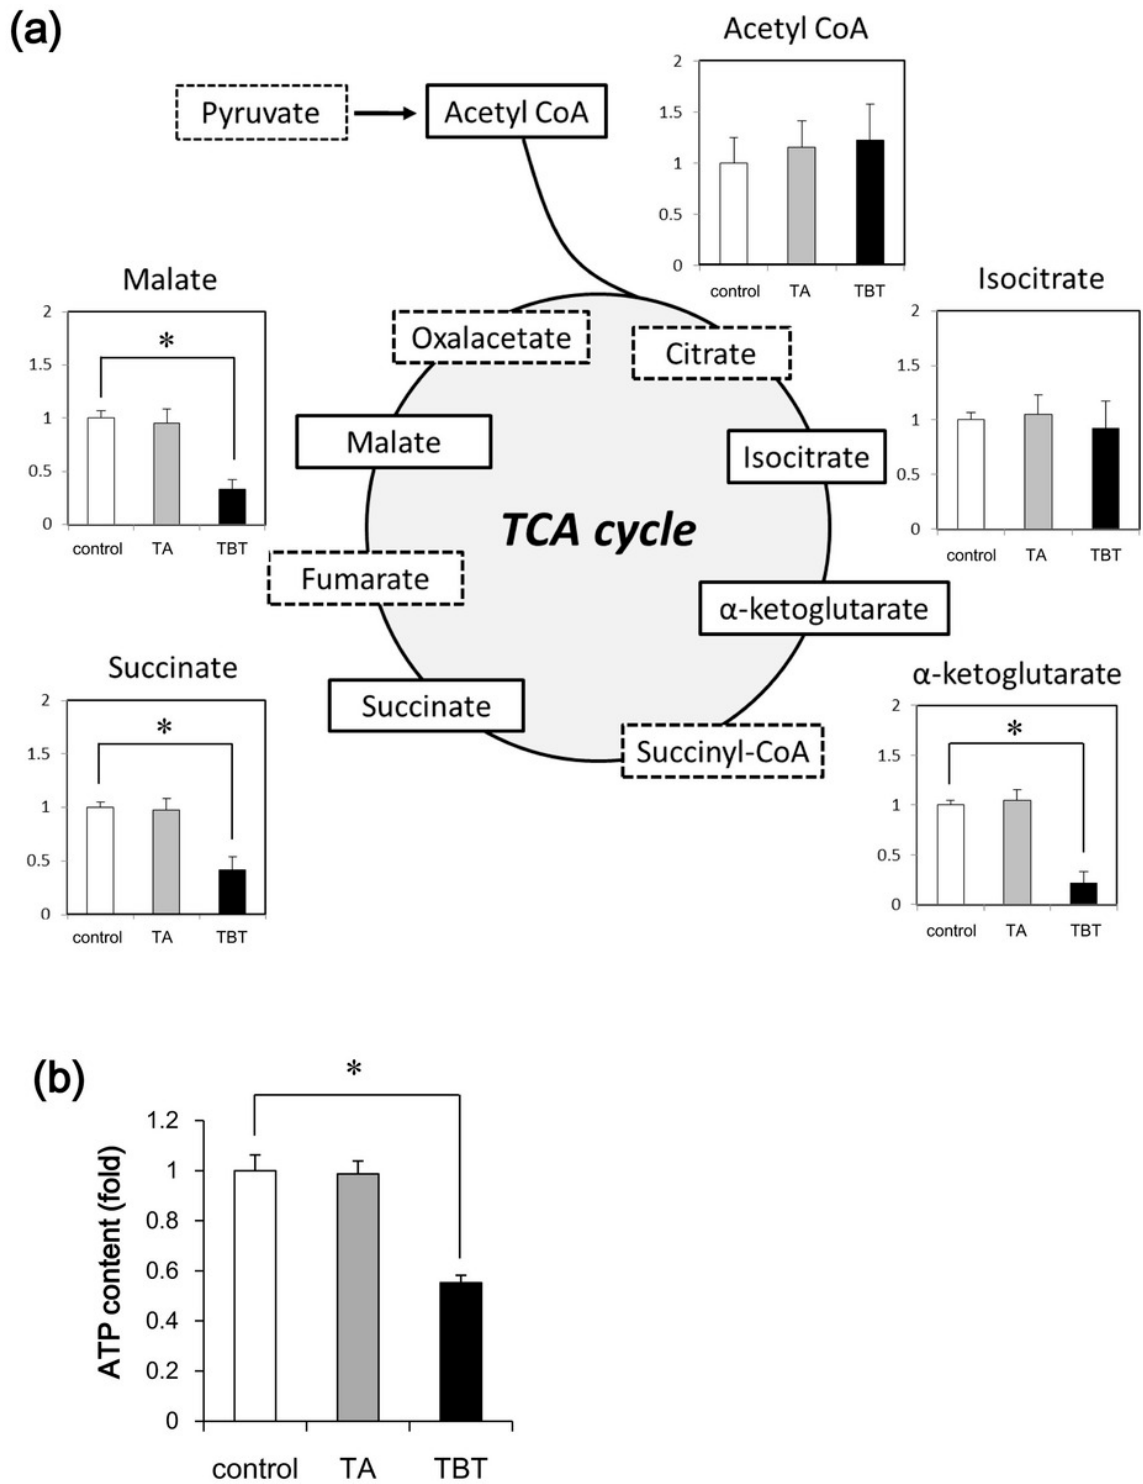 (a)
Acetyl CoA
2
1.5
1
0.5
0
control TA TBT
Pyruvate
Acetyl CoA
Malate
2
*
1.5
1
0.5
0
control TA TBT
Isocitrate
2
1.5
1
0.5
0
control TA TBT
Oxalacetate
Citrate
Malate
Isocitrate
TCA cycle
Fumarate
α-ketoglutarate
Succinate
Succinyl-CoA
Succinate
2
*
1.5
1
0.5
0
control TA TBT
α-ketoglutarate
2
*
1.5
1
0.5
0
control TA TBT
(b)
*
ATP content (fold)
1.2
1
0.8
0.6
0.4
0.2
0
control TA TBT